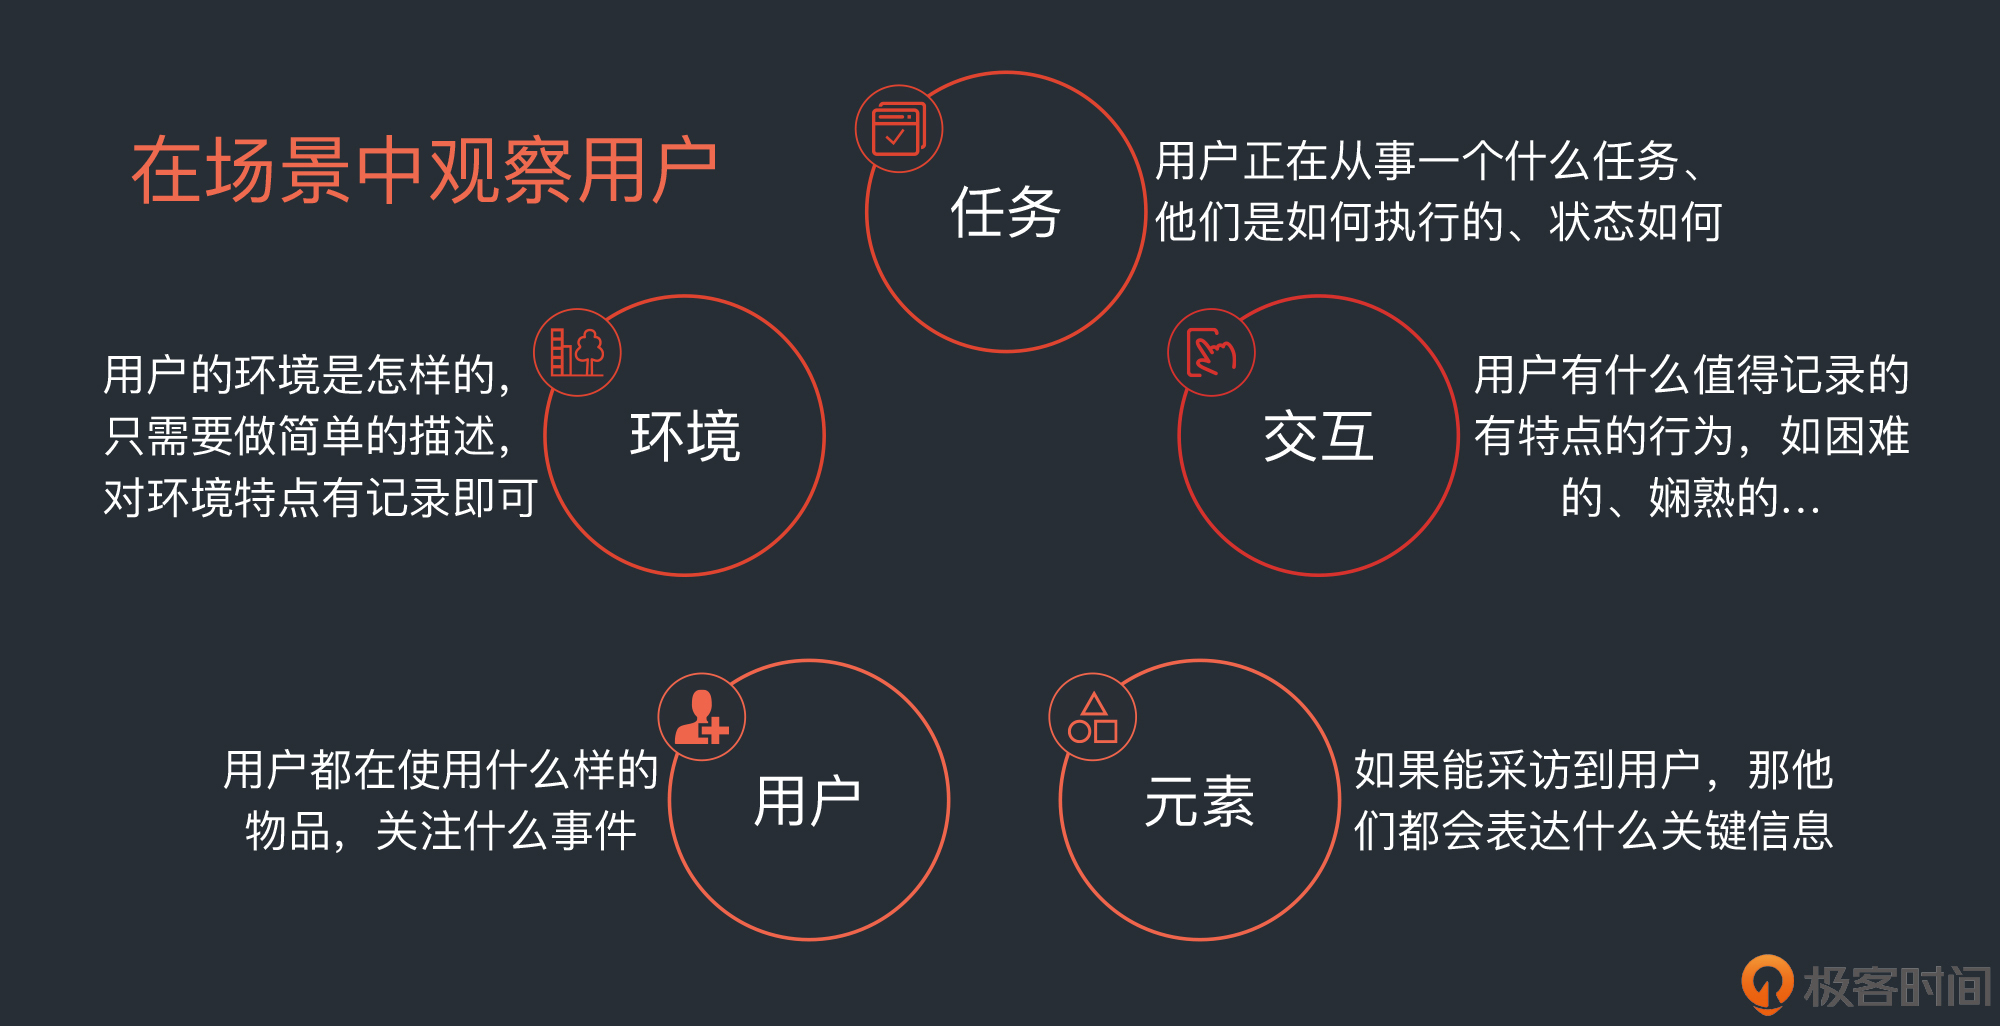 在场景中观察用户
任务
用户正在从事一个什么任务、
他们是如何执行的、状态如何
用户的环境是怎样的，
只需要做简单的描述，
对环境特点有记录即可
环境
交互
用户有什么值得记录的
有特点的行为，如困难
的、娴熟的…
用户都在使用什么样的
物品，关注什么事件
用户
元素
如果能采访到用户，那他
们都会表达什么关键信息
极客时间